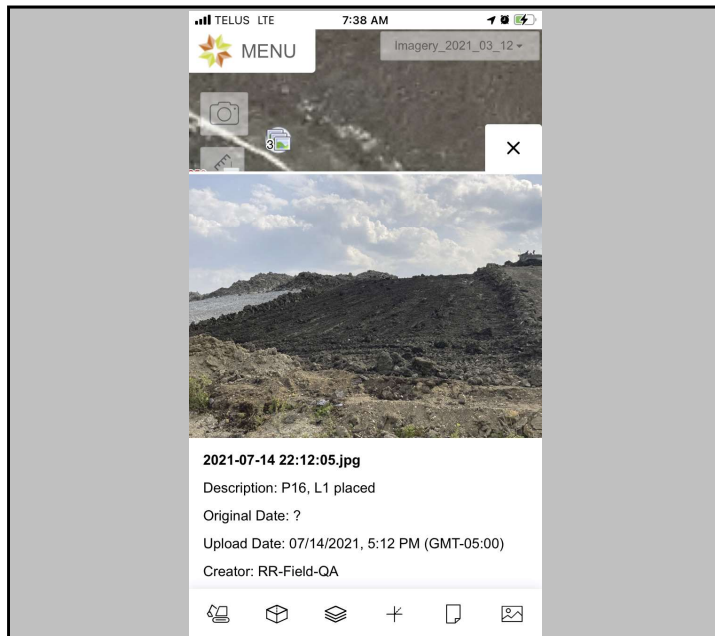 TELUS LTE 7:38 AM
MENU
Imagery_2021_03_12
3
2021-07-14 22:12:05.jpg
Description: P16, L1 placed
Original Date: ?
Upload Date: 07/14/2021, 5:12 PM (GMT-05:00)
Creator: RR-Field-QA